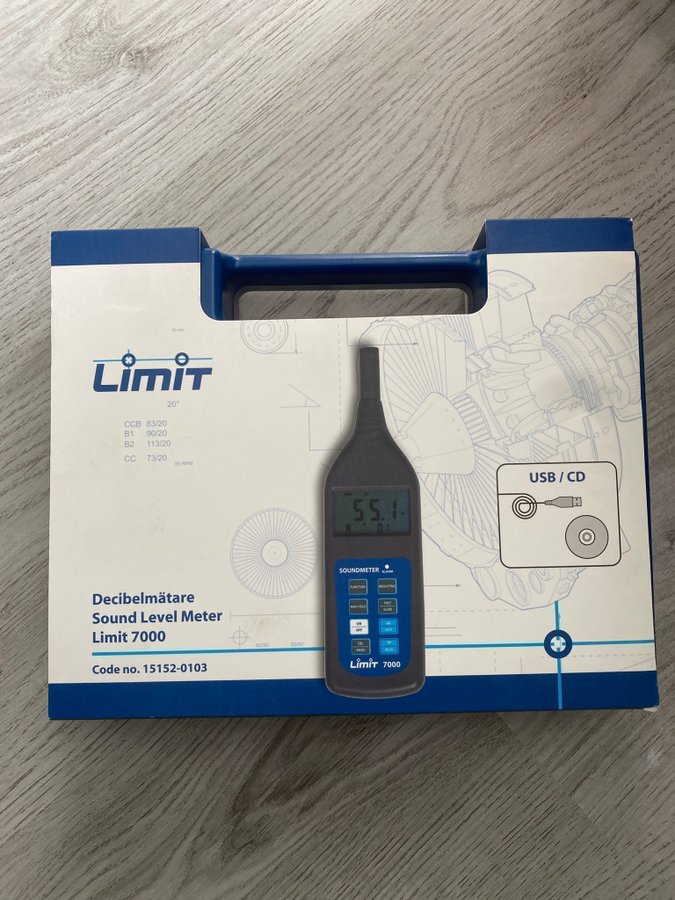 LIMIT
20°
CCB 83/20
B1 90/20
B2 113/20
CC 73/20
USB / CD
55.1
SOUNDMETER
FUNCTION
WEIGHTING
MAX HOLD
FAST
SLOW
ON
OFF
MENU
LIMIT 7000
Decibelmätare
Sound Level Meter
Limit 7000
Code no. 15152-0103